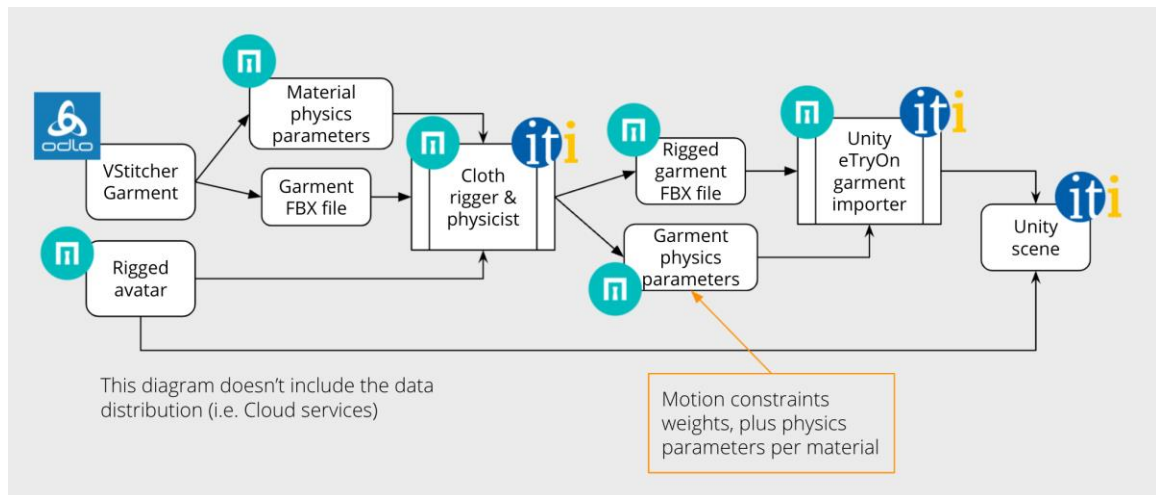 Material
physics
parameters
odlo
VStitcher
Garment
Garment
FBX file
iti
Cloth
rigger &
physicist
Rigged
avatar
Rigged
garment
FBX file
Garment
physics
parameters
iti
Unity
eTryOn
garment
importer
iti
Unity
scene
This diagram doesn’t include the data
distribution (i.e. Cloud services)
Motion constraints
weights, plus physics
parameters per material